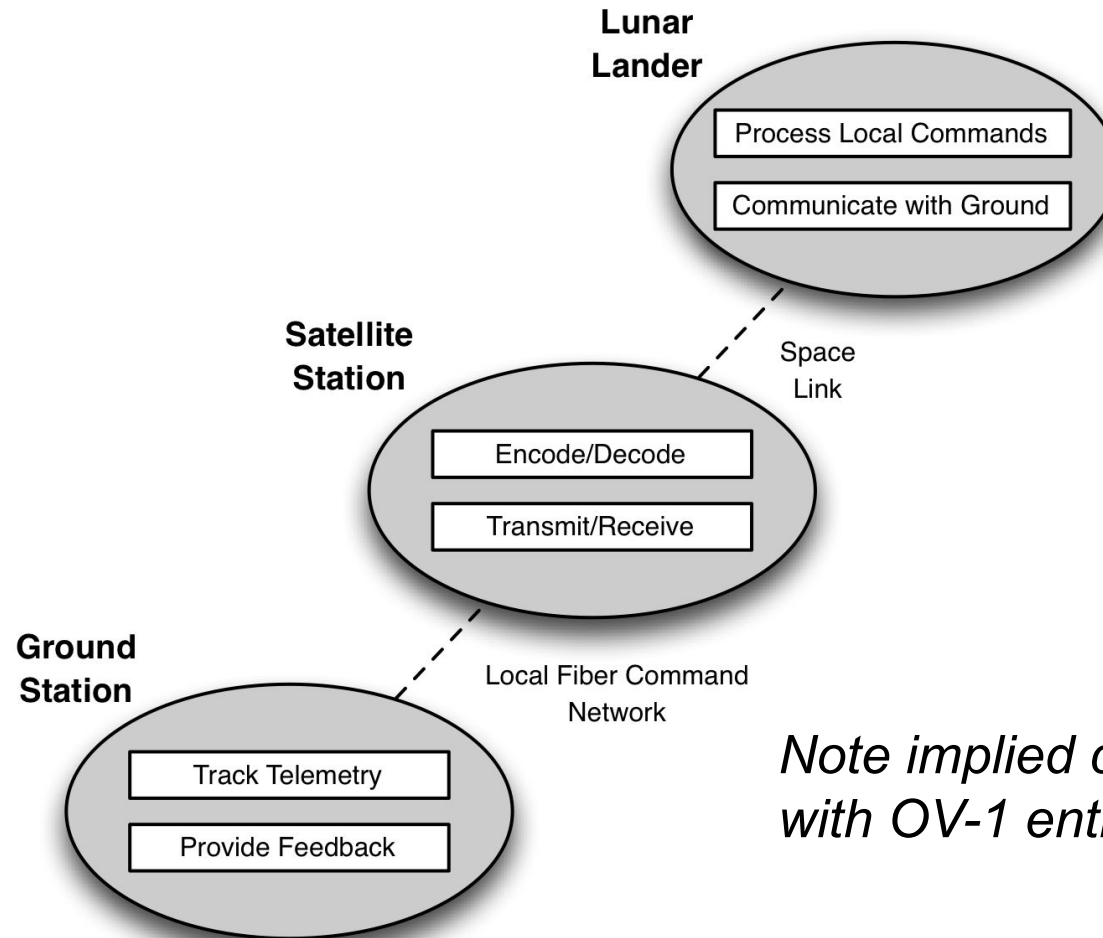 Lunar
Lander
Process Local Commands
Communicate with Ground
Space
Link
Satellite
Station
Encode/Decode
Transmit/Receive
Local Fiber Command
Network
Ground
Station
Track Telemetry
Provide Feedback
Note implied
with OV-1